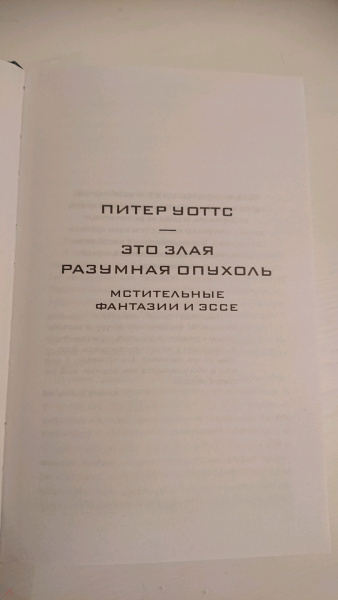 ПИТЕР УОТТС
—
ЭТО ЗЛАЯ
РАЗУМНАЯ ОПУХОЛЬ
МСТИТЕЛЬНЫЕ
ФАНТАЗИИ И ЭССЕ